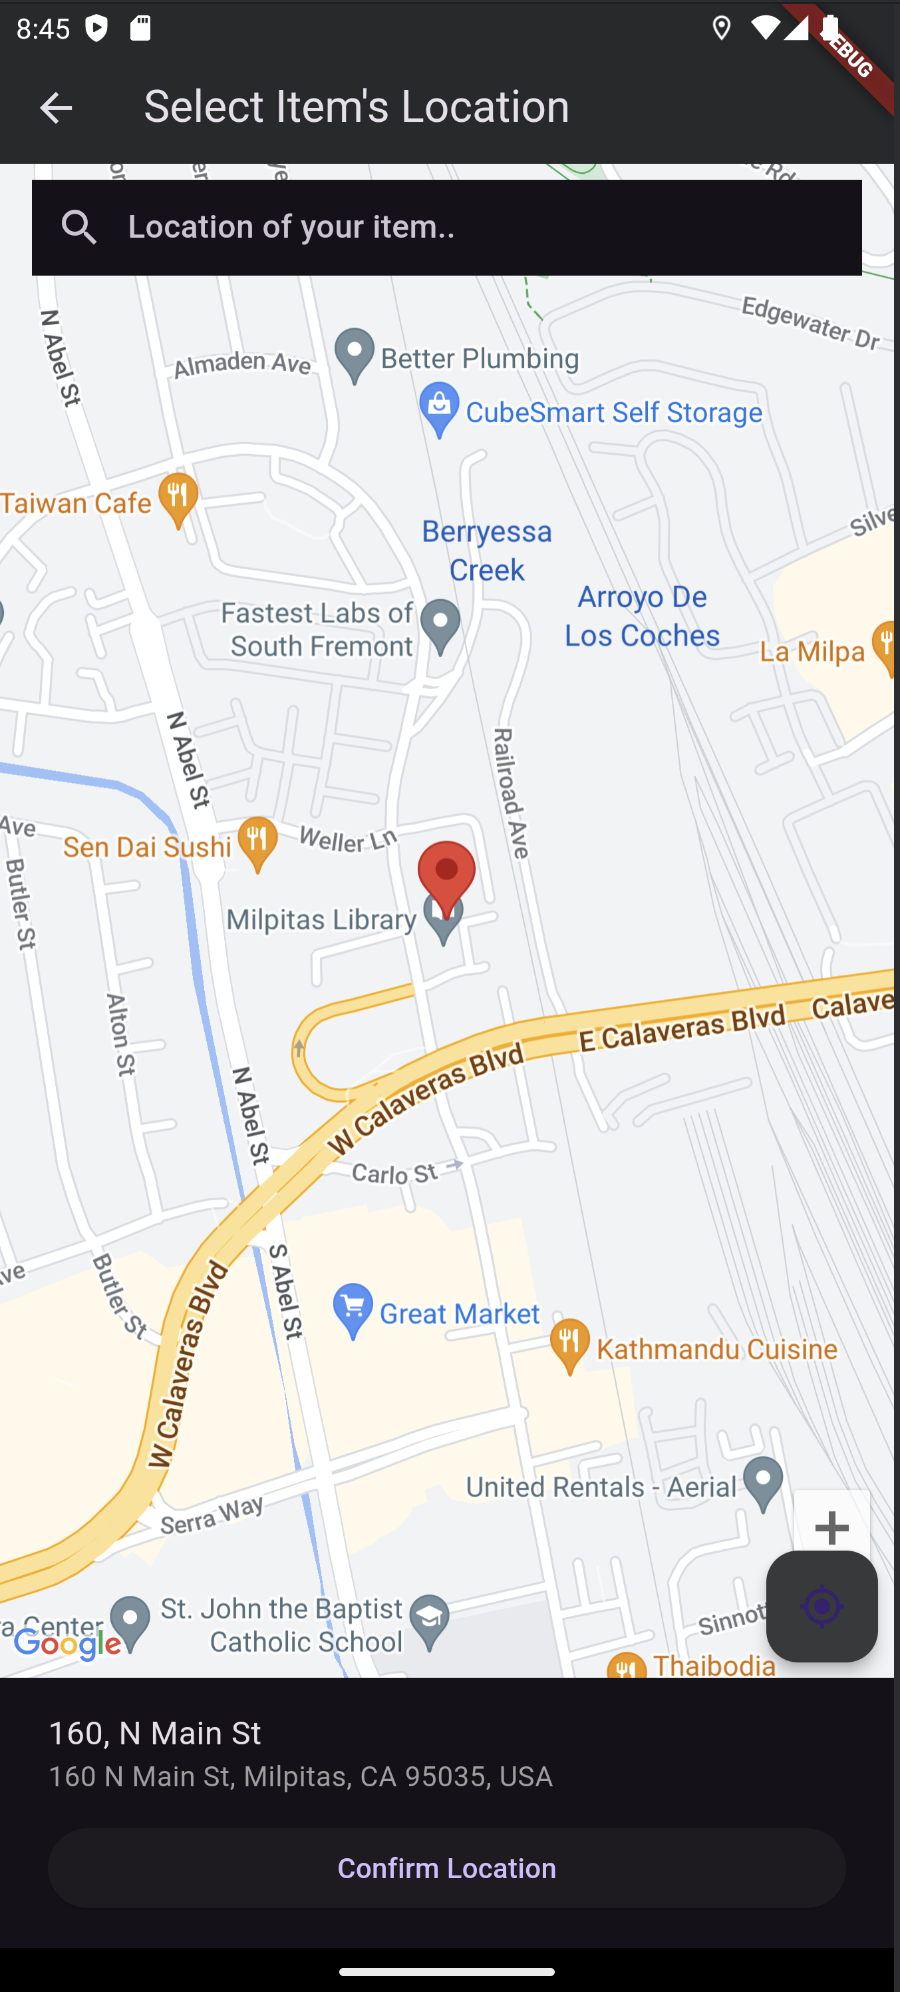 8:45
EBUG
Select Item's Location
Location of your item..
Edgewater Dr
N Abel St
Almaden Ave
Better Plumbing
CubeSmart Self Storage
Taiwan Cafe
Silve
Berryessa
Creek
Arroyo De
Los Coches
Fastest Labs of
South Fremont
La Milpa
N Abel St
Railroad Ave
Ave
Weller Ln
Sen Dai Sushi
Butler St
Milpitas Library
Alton St
Calave
E Calaveras Blvd
W Calaveras Blvd
N Abel St
Carlo St
ve
Butler St
S Abel St
W Calaveras Blvd
Great Market
Kathmandu Cuisine
United Rentals - Aerial
Serra Way
St. John the Baptist
Catholic School
a Center
Google
Sinnott
Thaibodia
160, N Main St
160 N Main St, Milpitas, CA 95035, USA
Confirm Location